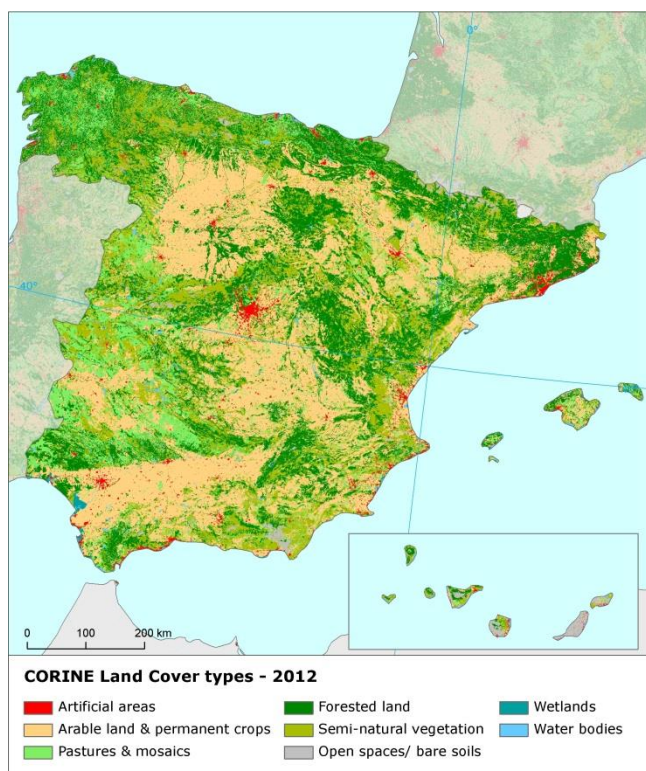 0°
40°
0 100 200 km
CORINE Land Cover types - 2012
Artificial areas
Arable land & permanent crops
Pastures & mosaics
Forested land
Semi-natural vegetation
Open spaces/ bare soils
Wetlands
Water bodies